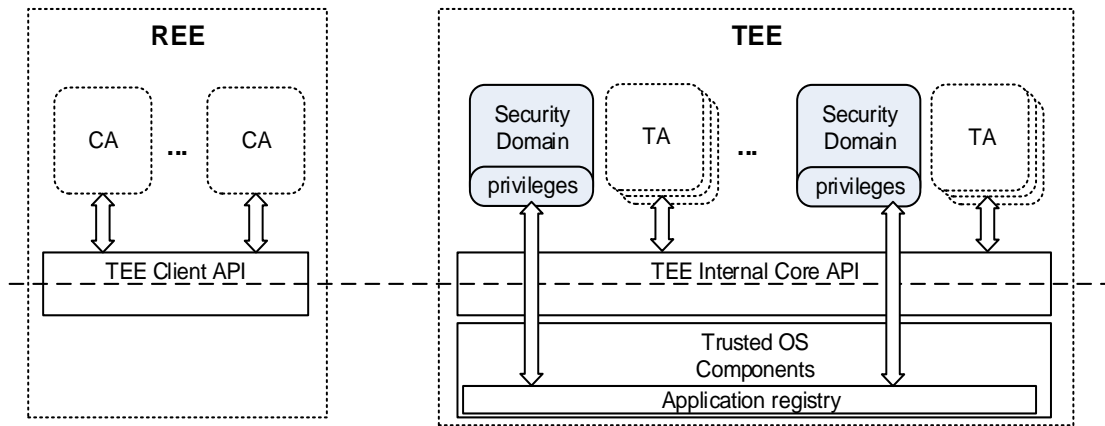 REE
CA
...
CA
TEE Client API
TEE
Security
Domain
privileges
TA
...
Security
Domain
privileges
TA
TEE Internal Core API
Trusted OS
Components
Application registry